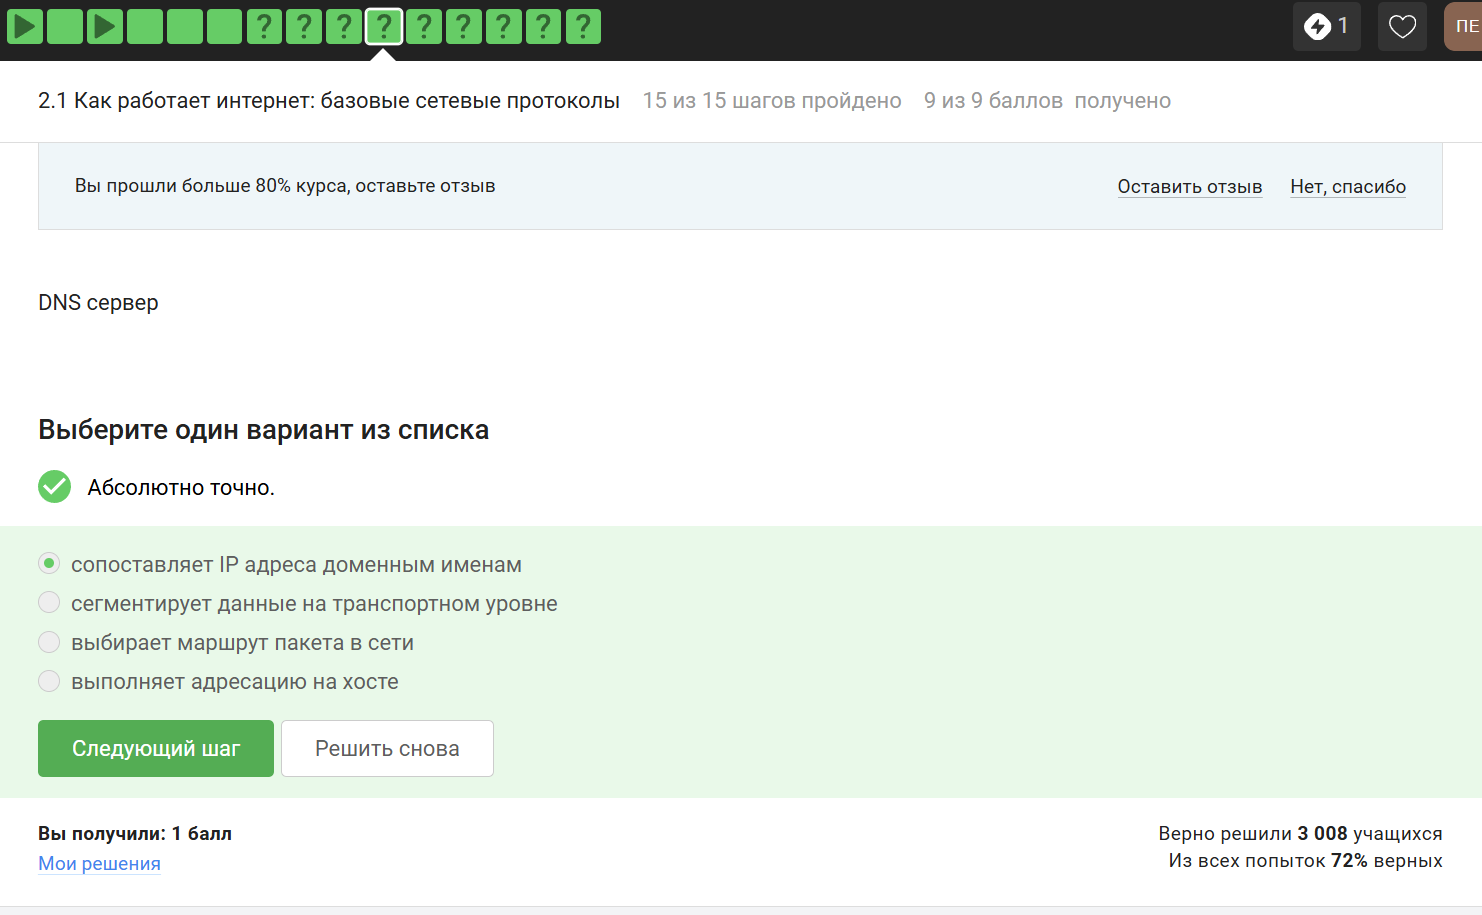 ? ? ? ? ? ? ? ? ?
1
ПЕ
2.1 Как работает интернет: базовые сетевые протоколы 15 из 15 шагов пройдено 9 из 9 баллов получено
Вы прошли больше 80% курса, оставьте отзыв
Оставить отзыв Нет, спасибо
DNS сервер
Выберите один вариант из списка
Абсолютно точно.
сопоставляет IP адреса доменным именам
сегментирует данные на транспортном уровне
выбирает маршрут пакета в сети
выполняет адресацию на хосте
Следующий шаг Решить снова
Вы получили: 1 балл
Мои решения
Верно решили 3 008 учащихся
Из всех попыток 72% верных